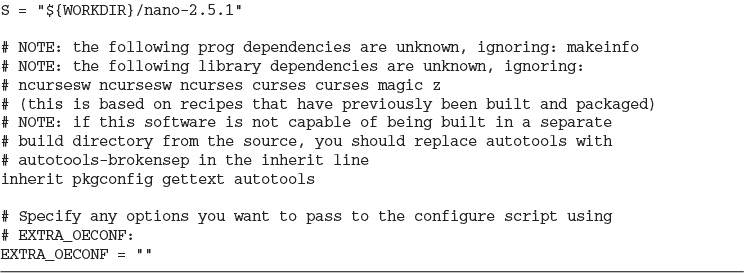 S = "${WORKDIR}/nano-2.5.1"
# NOTE: the following prog dependencies are unknown, ignoring: makeinfo
# NOTE: the following library dependencies are unknown, ignoring:
# ncursesw ncursesw ncurses curses curses magic z
# (this is based on recipes that have previously been built and packaged)
# NOTE: if this software is not capable of being built in a separate
# build directory from the source, you should replace autotools with
# autotools-brokensep in the inherit line
inherit pkgconfig gettext autotools
# Specify any options you want to pass to the configure script using
# EXTRA_OECONF:
EXTRA_OECONF = ""